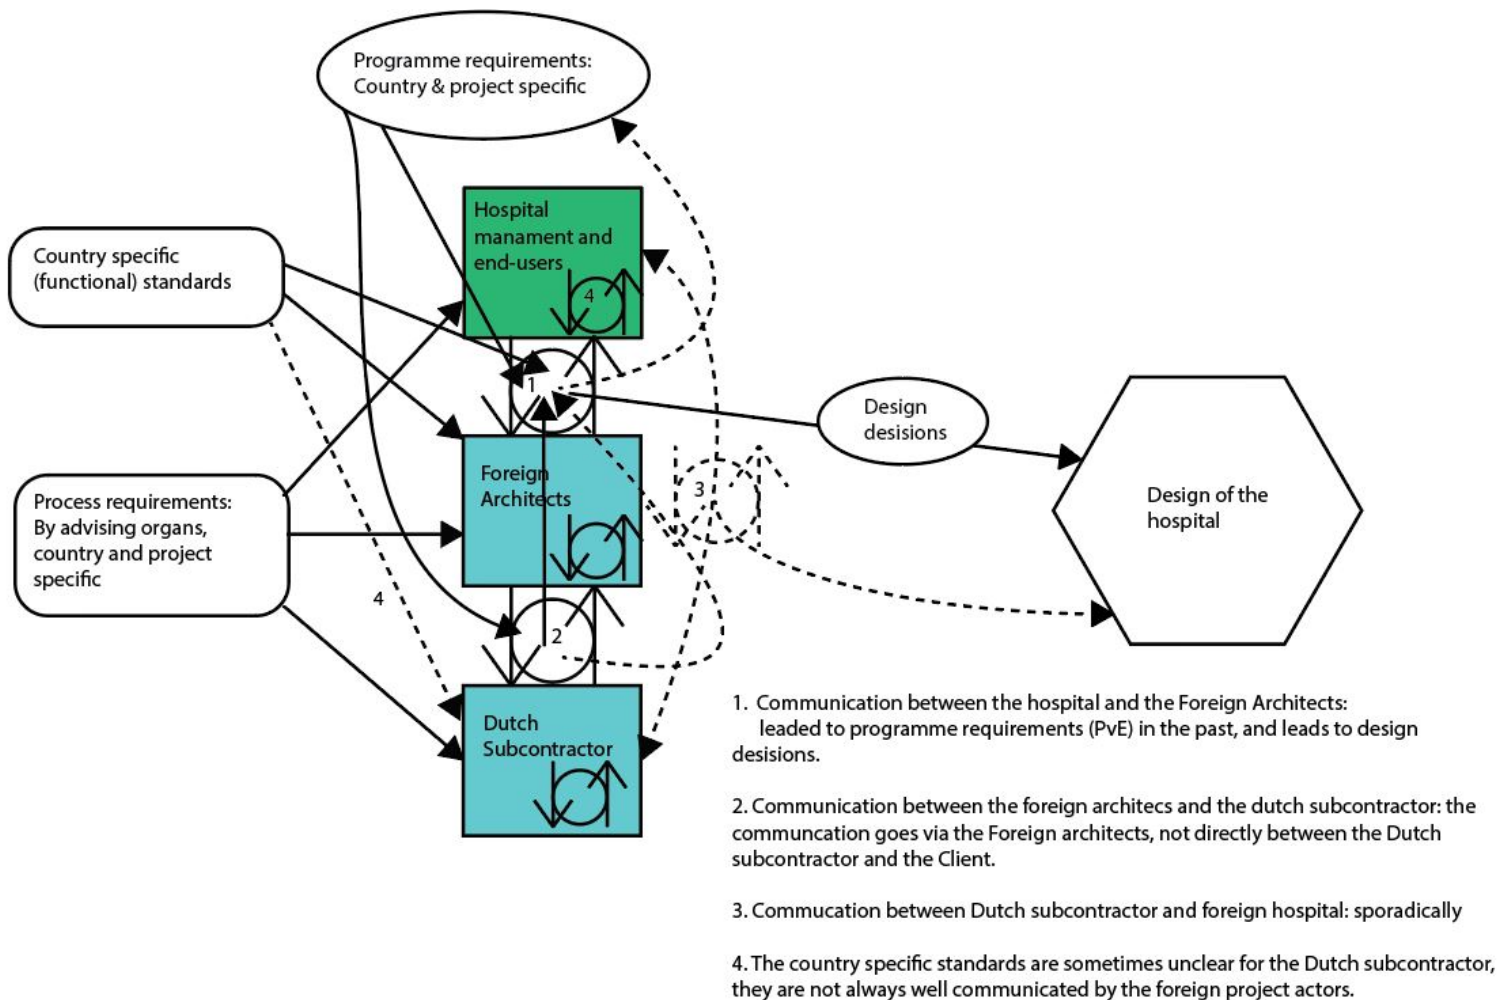 Programme requirements:
Country & project specific
Hospital
manament and
end-users
4
Country specific
(functional) standards
1
Design
desisions
Foreign
Architects
3
Design of the
hospital
Process requirements:
By advising organs,
country and project
specific
4
2
Dutch
Subcontractor
1. Communication between the hospital and the Foreign Architects:
leaded to programme requirements (PvE) in the past, and leads to design
desisions.
2. Communication between the foreign architecs and the dutch subcontractor: the
communcation goes via the Foreign architects, not directly between the Dutch
subcontractor and the Client.
3. Commucation between Dutch subcontractor and foreign hospital: sporadically
4. The country specific standards are sometimes unclear for the Dutch subcontractor,
they are not always well communicated by the foreign project actors.